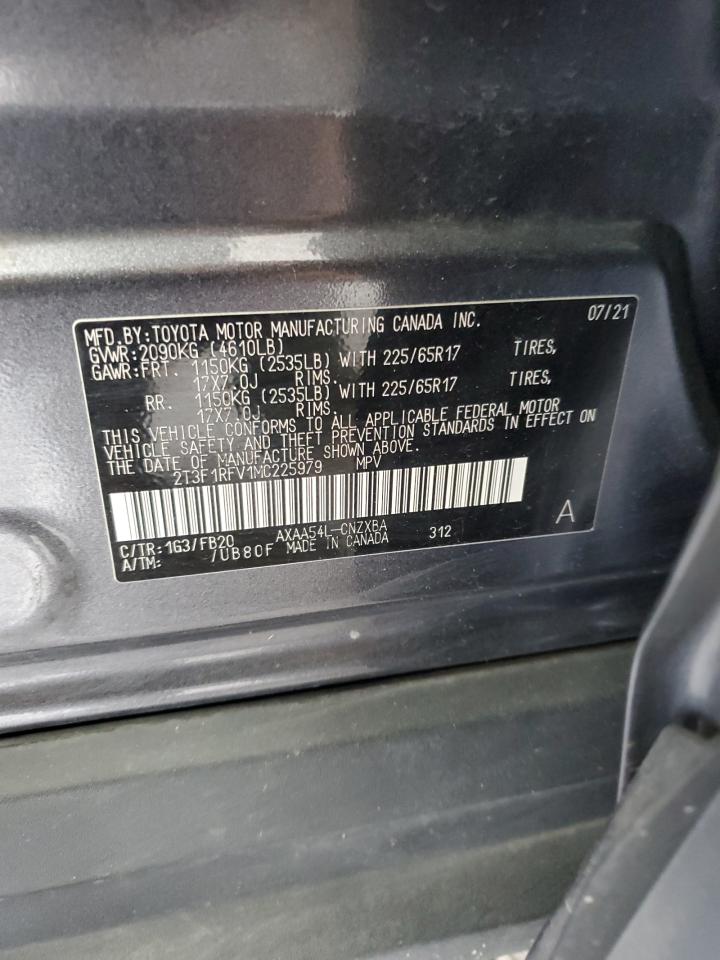 MFD.BY:TOYOTA MOTOR MANUFACTURING CANADA INC. 07/21
GVWR:2090KG (4610LB)
GAWR:FRT. 1150KG (2535LB) WITH 225/65R17 TIRES,
17X7.0J RIMS.
RR. 1150KG (2535LB) WITH 225/65R17 TIRES,
17X7.0J RIMS.
THIS VEHICLE CONFORMS TO ALL APPLICABLE FEDERAL MOTOR
VEHICLE SAFETY AND THEFT PREVENTION STANDARDS IN EFFECT ON
THE DATE OF MANUFACTURE SHOWN ABOVE.
2T3F1RFV1MC225979 MPV
A
C/TR:1G3/FB20 AXAA54L-CNZXBA 312
A/TM: /UB80F MADE IN CANADA